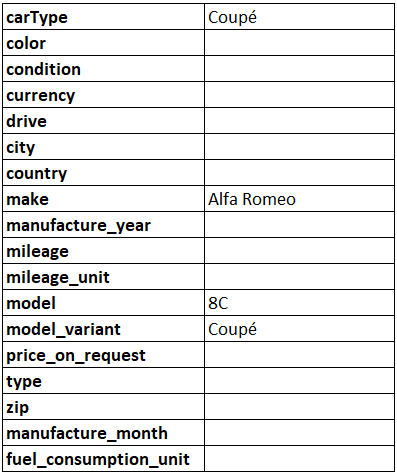 carType Coupé
color
condition
currency
drive
city
country
make Alfa Romeo
manufacture_year
mileage
mileage_unit
model 8C
model_variant Coupé
price_on_request
type
zip
manufacture_month
fuel_consumption_unit